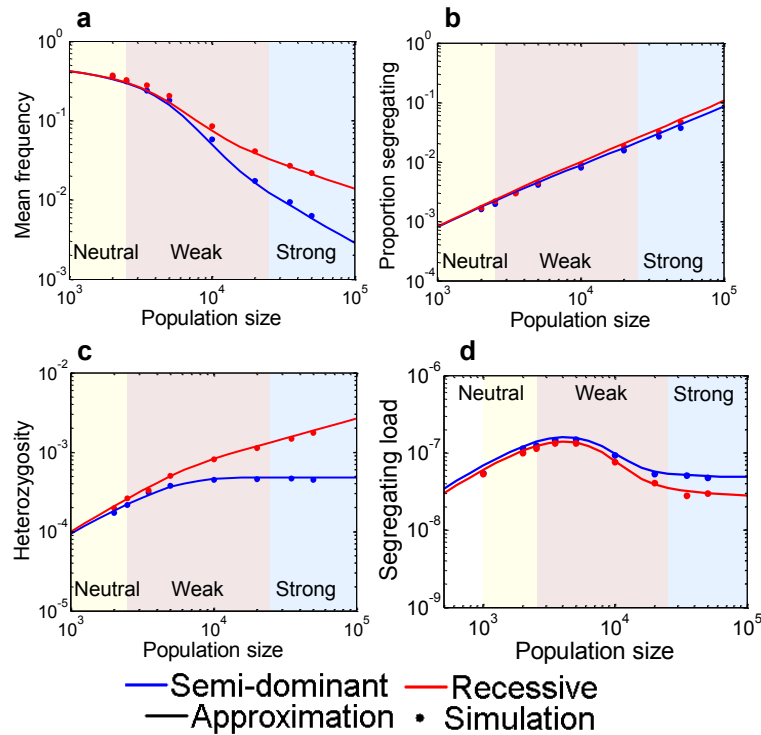 a
10^0
10^-1
10^-2
10^-3
Mean frequency
Neutral Weak Strong
10^3 10^4 10^5
Population size
b
10^0
10^-1
10^-2
10^-3
10^-4
Proportion segregating
Neutral Weak Strong
10^3 10^4 10^5
Population size
c
10^-2
10^-3
10^-4
10^-5
Heterozygosity
Neutral Weak Strong
10^3 10^4 10^5
Population size
d
10^-6
10^-7
10^-8
10^-9
Segregating load
Neutral Weak Strong
10^3 10^4 10^5
Population size
Semi-dominant Recessive
Approximation Simulation